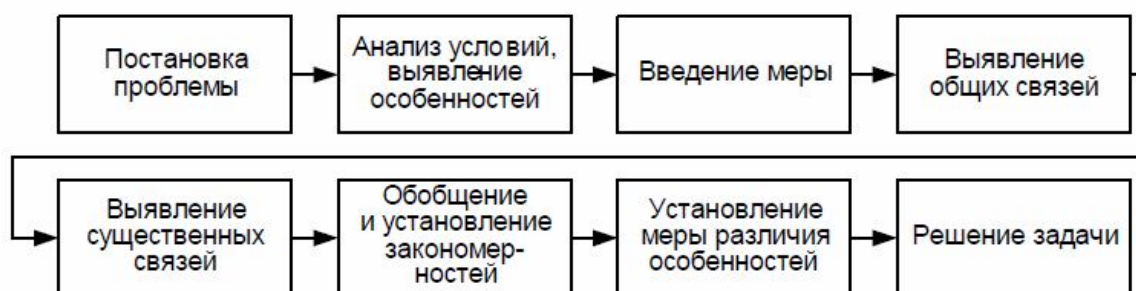 Постановка
проблемы
Анализ условий,
выявление
особенностей
Введение меры
Выявление
общих связей
Выявление
существенных
связей
Обобщение
и установление
закономер-
ностей
Установление
меры различия
особенностей
Решение задачи